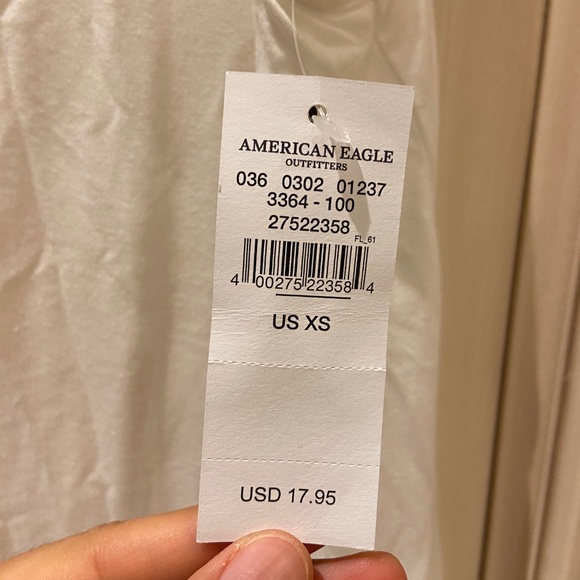 AMERICAN EAGLE
OUTFITTERS
036 0302 01237
3364 - 100
27522358
FL_61
4 00275 22358 4
US XS
USD 17.95